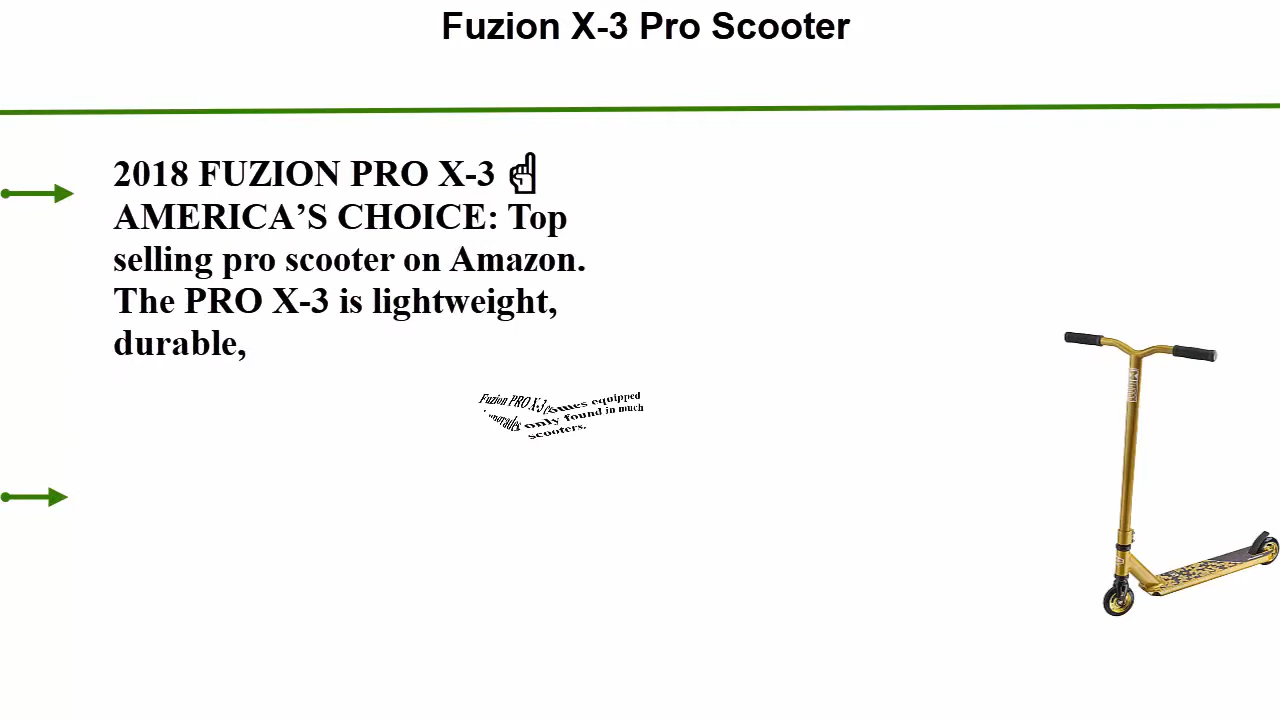 Fuzion X-3 Pro Scooter
2018 FUZION PRO X-3 ☝
AMERICA’S CHOICE: Top
selling pro scooter on Amazon.
The PRO X-3 is lightweight,
durable,
Fuzion PRO X-3 comes equipped
upgrades only found in much
scooters.